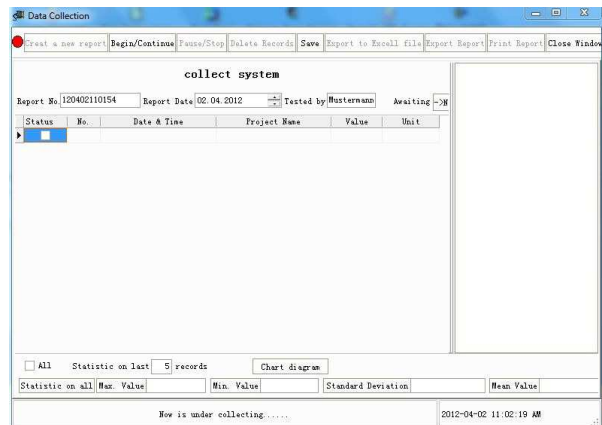 Data Collection
Creat a new report Begin/Continue Pause/Stop Delete Records Save Export to Excell file Export Report Print Report Close Window
collect system
Report No. 120402110154 Report Date 02.04.2012 Tested by Mustermann Awaiting ->N
Status No. Date & Time Project Name Value Unit
All Statistic on last 5 records Chart diagram
Statistic on all Max. Value Min. Value Standard Deviation Mean Value
Now is under collecting...... 2012-04-02 11:02:19 AM